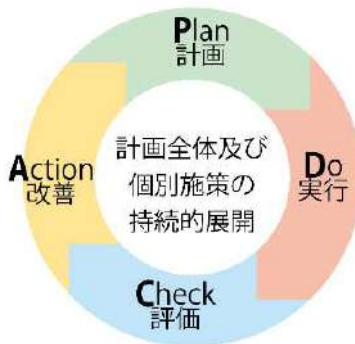 Plan
計画
Do
実行
Check
評価
Action
改善
計画全体及び
個別施策の
持続的展開